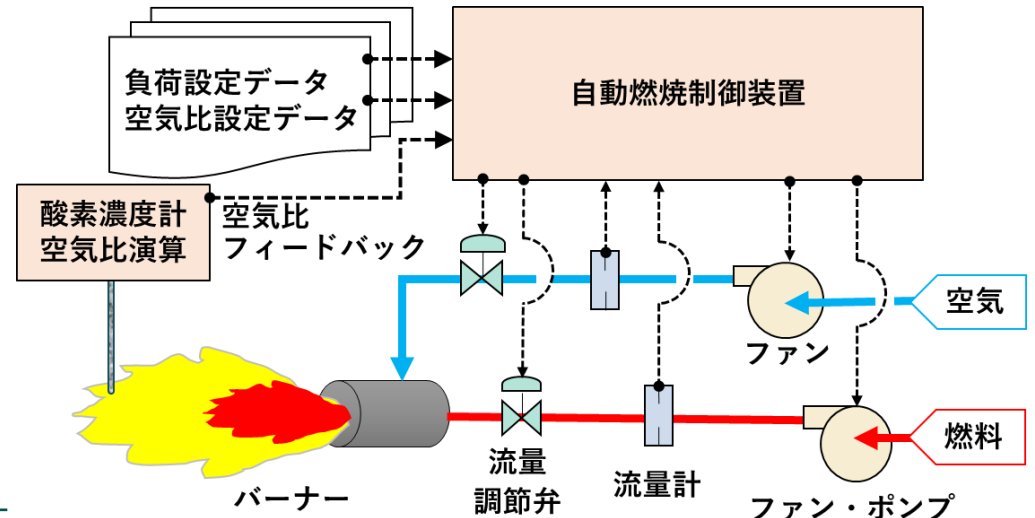 負荷設定データ
空気比設定データ
自動燃焼制御装置
酸素濃度計
空気比演算
空気比
フィードバック
空気
ファン
燃料
流量
調節弁
流量計
バーナー
ファン・ポンプ